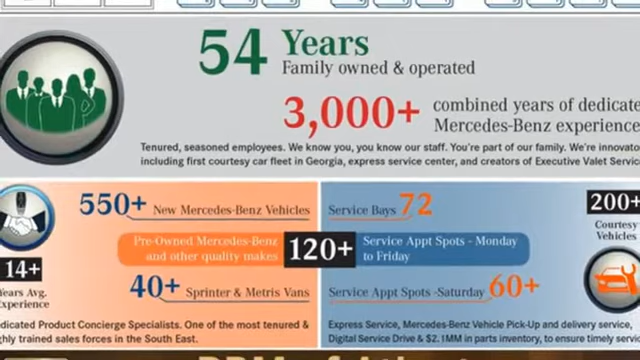 54 Years
Family owned & operated
3,000+ combined years of dedicate
Mercedes-Benz experience
Tenured, seasoned employees. We know you, you know our staff. You're part of our family. We're innovato
including first courtesy car fleet in Georgia, express service center, and creators of Executive Valet Servic
550+ New Mercedes-Benz Vehicles
Pre-Owned Mercedes-Benz
and other quality makes
120+
40+ Sprinter & Metris Vans
14+
Years Avg.
Experience
edicated Product Concierge Specialists. One of the most tenured &
ghly trained sales forces in the South East.
Service Bays 72
Service Appt Spots - Monday
to Friday
Service Appt Spots -Saturday 60+
200+
Courtesy
Vehicles
Express Service, Mercedes-Benz Vehicle Pick-Up and delivery service,
Digital Service Drive & $2.1MM in parts inventory, to ensure timely servic